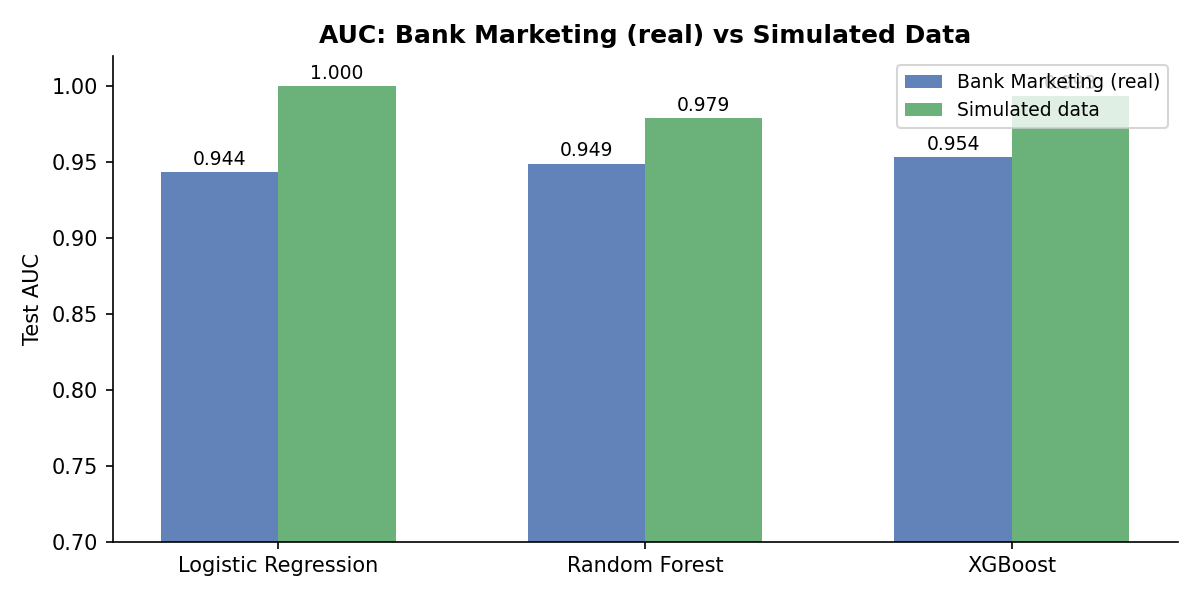 AUC: Bank Marketing (real) vs Simulated Data
Test AUC
1.00
0.95
0.90
0.85
0.80
0.75
0.70
0.944
1.000
0.949
0.979
0.954
Bank Marketing (real)
Simulated data
Logistic Regression
Random Forest
XGBoost